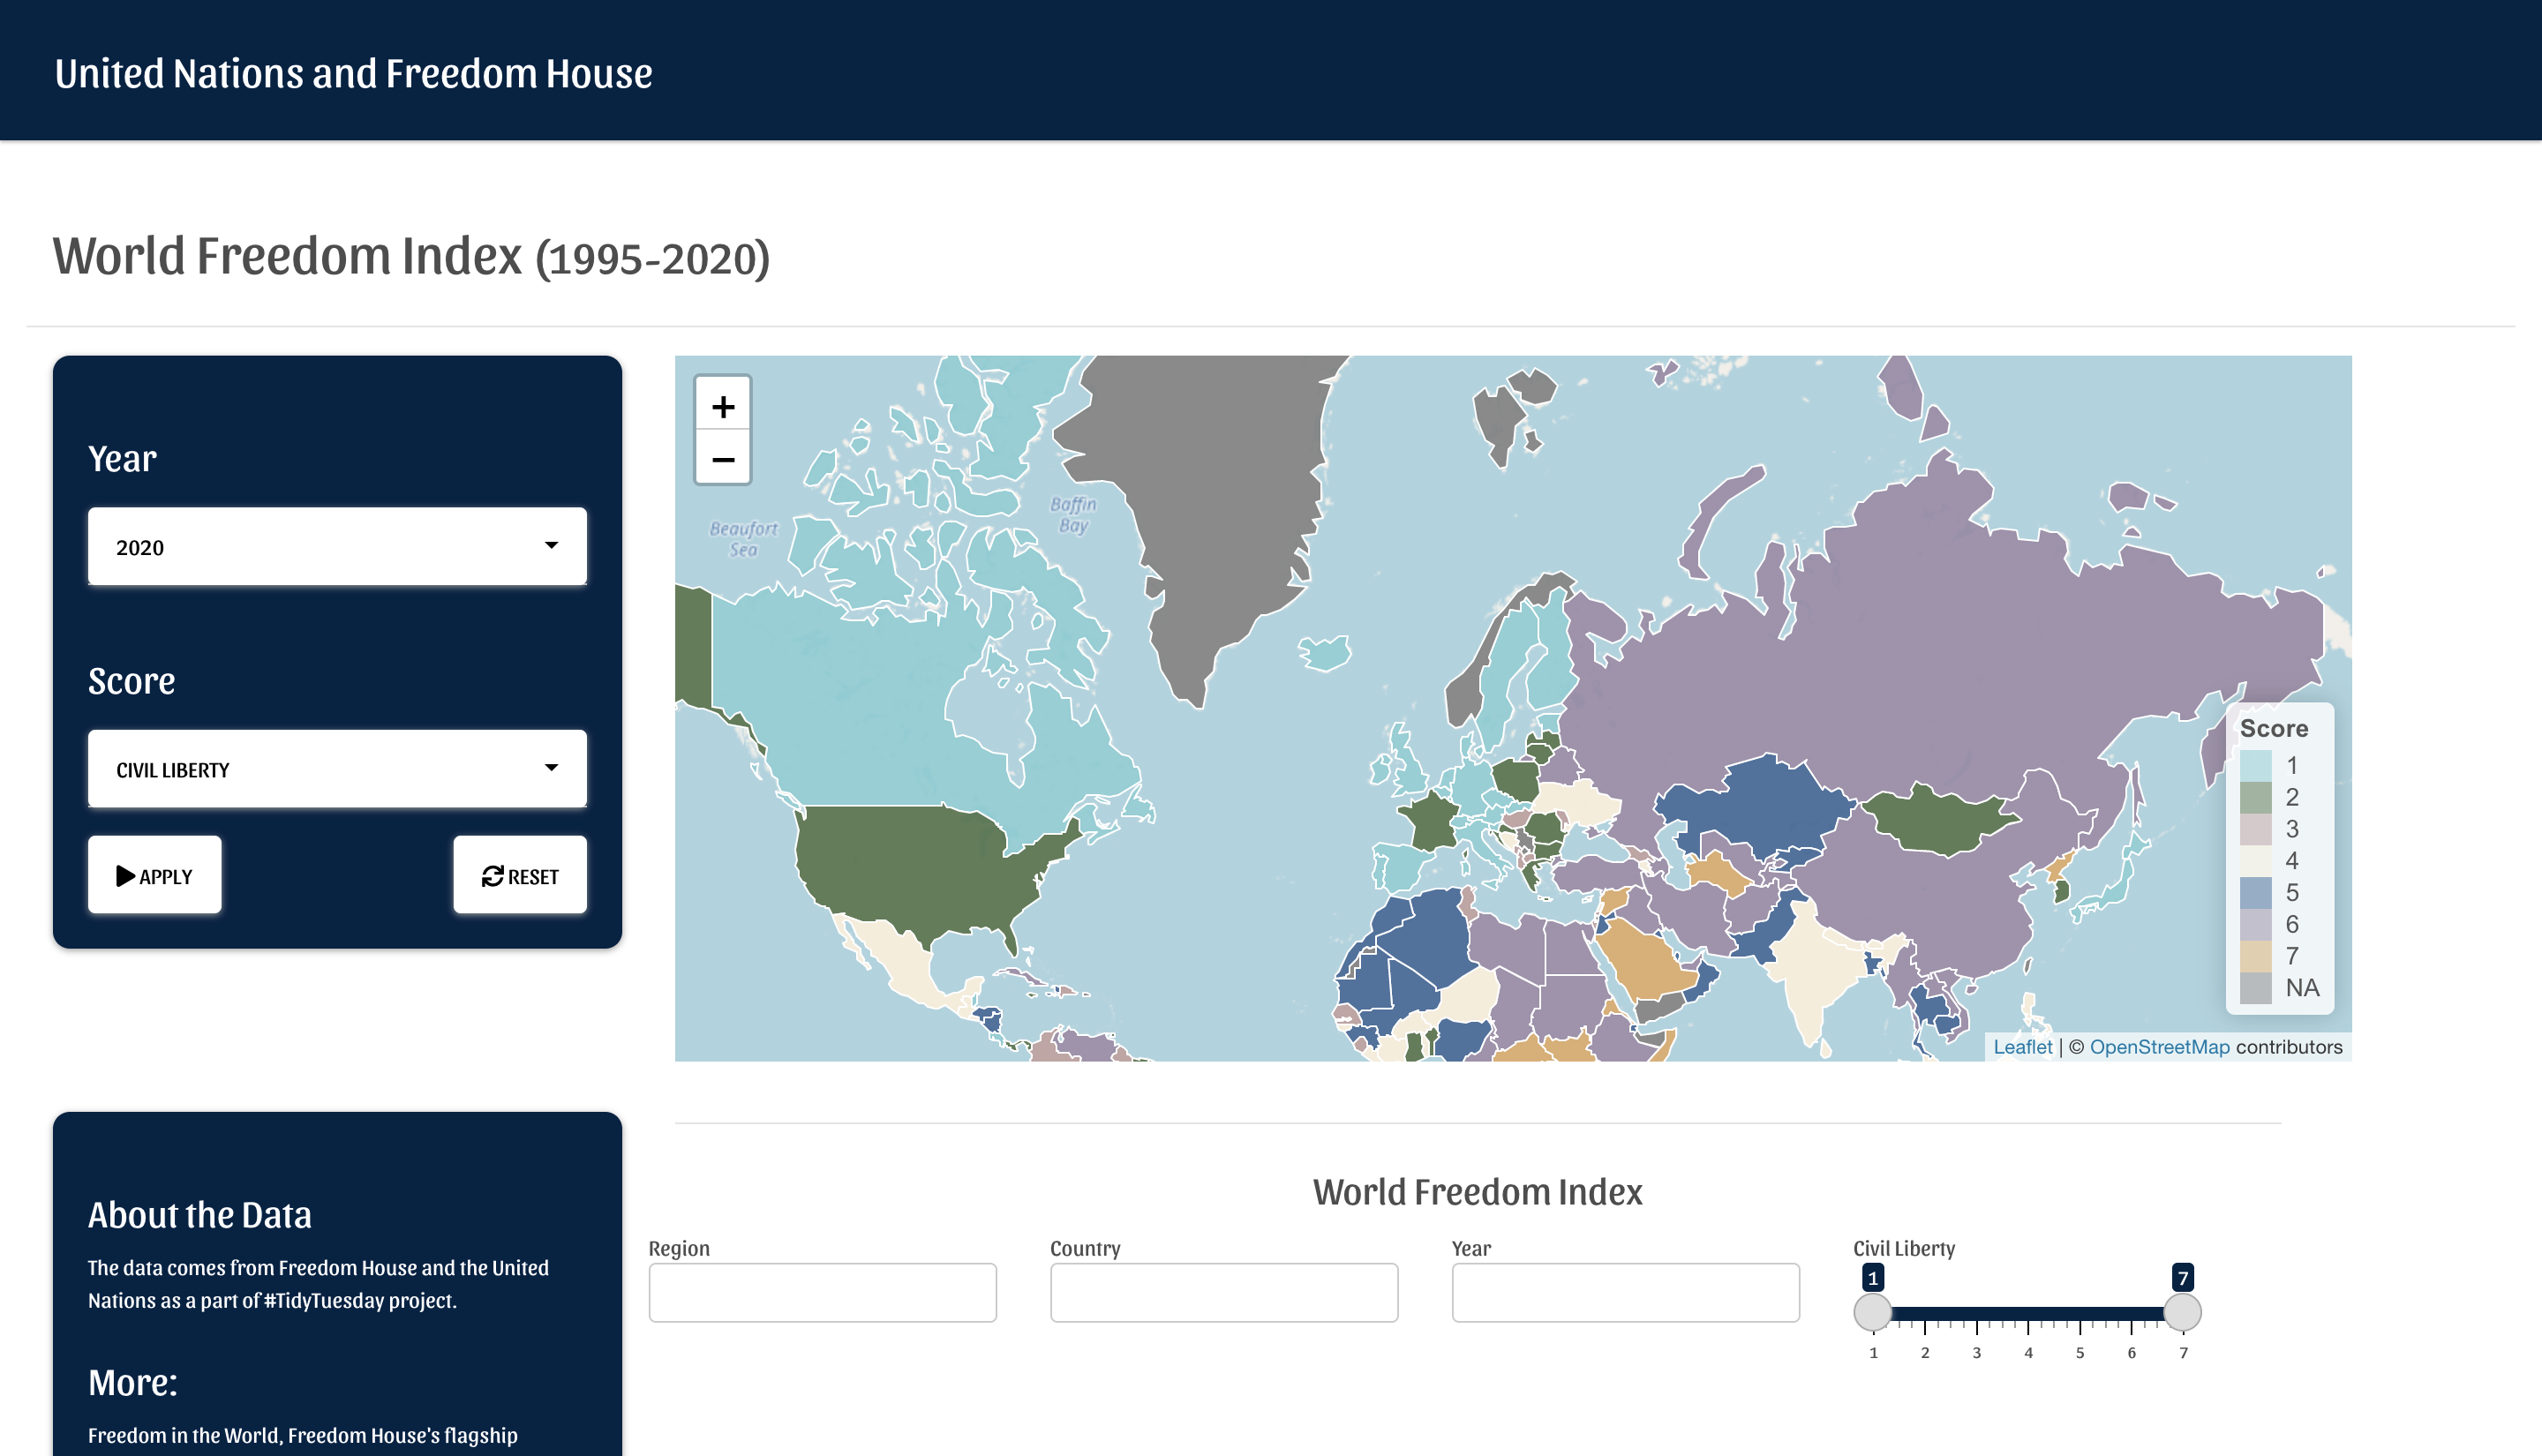 United Nations and Freedom House
World Freedom Index (1995-2020)
Year
2020
Score
CIVIL LIBERTY
APPLY
RESET
+
−
Beaufort
Sea
Baffin
Bay
Score
1
2
3
4
5
6
7
NA
Leaflet | © OpenStreetMap contributors
About the Data
The data comes from Freedom House and the United
Nations as a part of #TidyTuesday project.
More:
Freedom in the World, Freedom House's flagship
World Freedom Index
Region
Country
Year
Civil Liberty
1 7
1 2 3 4 5 6 7